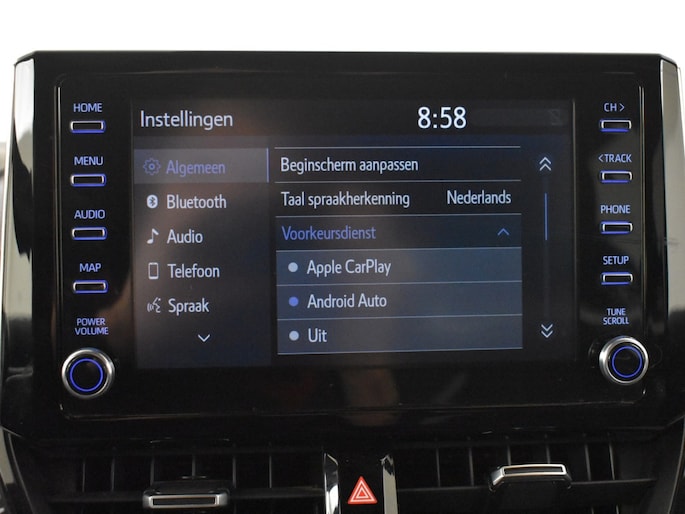 HOME
MENU
AUDIO
MAP
POWER
VOLUME
Instellingen
8:58
Algemeen
Bluetooth
Audio
Telefoon
Spraak
Beginscherm aanpassen
Taal spraakherkenning Nederlands
Voorkeursdienst
Apple CarPlay
Android Auto
Uit
CH >
< TRACK
PHONE
SETUP
TUNE
SCROLL